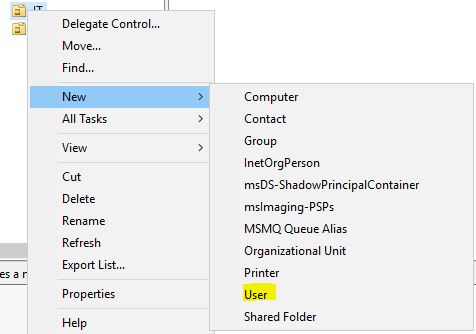 IT
Delegate Control...
Move...
Find...
New
All Tasks
View
Cut
Delete
Rename
Refresh
Export List...
Properties
Help
Computer
Contact
Group
InetOrgPerson
msDS-ShadowPrincipalContainer
msImaging-PSPs
MSMQ Queue Alias
Organizational Unit
Printer
User
Shared Folder
es a n